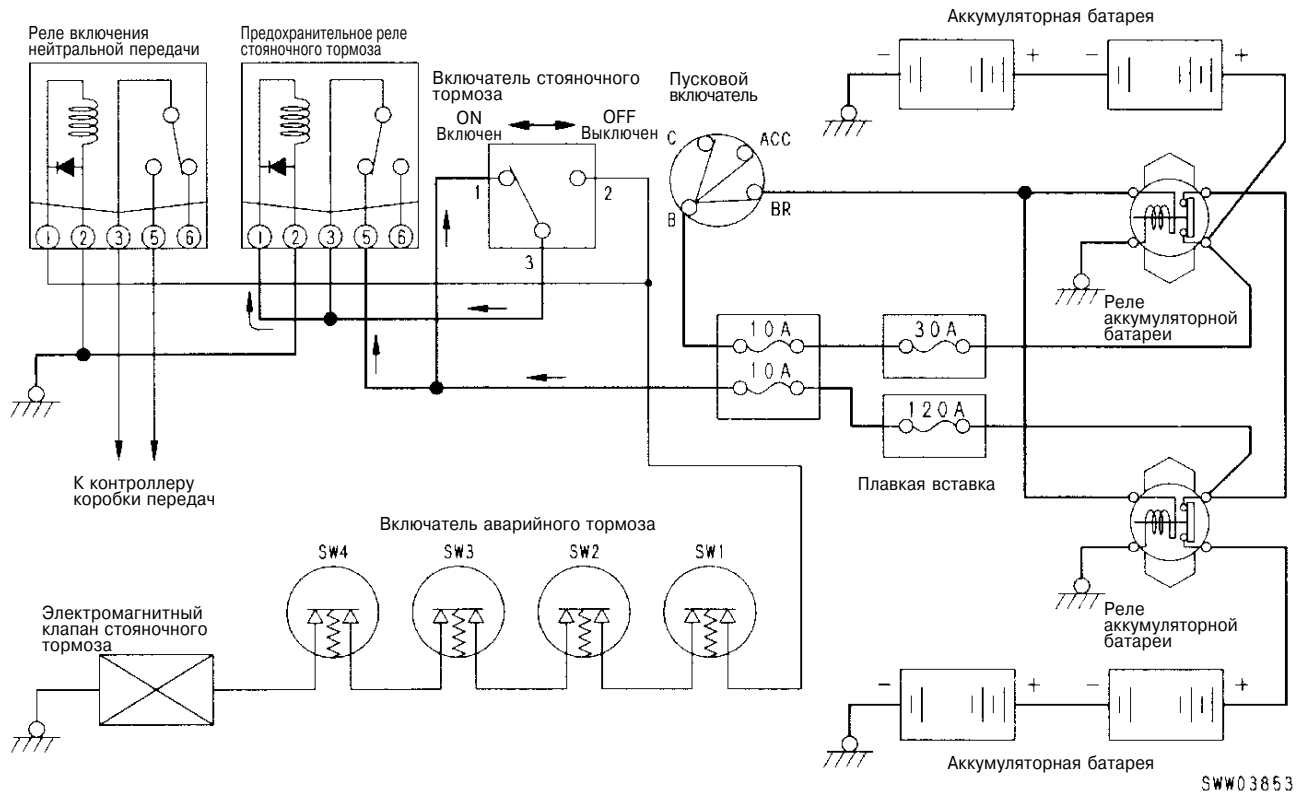 Аккумуляторная батарея
Реле включения
нейтральной передачи
Предохранительное реле
стояночного тормоза
Включатель стояночного
тормоза
ON
Включен
OFF
Выключен
Пусковой
включатель
- + - +
C
ACC
B
BR
1
2
3
1 2 3 5 6
1 2 3 5 6
Реле
аккумуляторной
батареи
10A
30A
10A
120A
Плавкая вставка
К контроллеру
коробки передач
Включатель аварийного тормоза
SW4
SW3
SW2
SW1
Электромагнитный
клапан стояночного
тормоза
Реле
аккумуляторной
батареи
- + - +
Аккумуляторная батарея
SWW03853